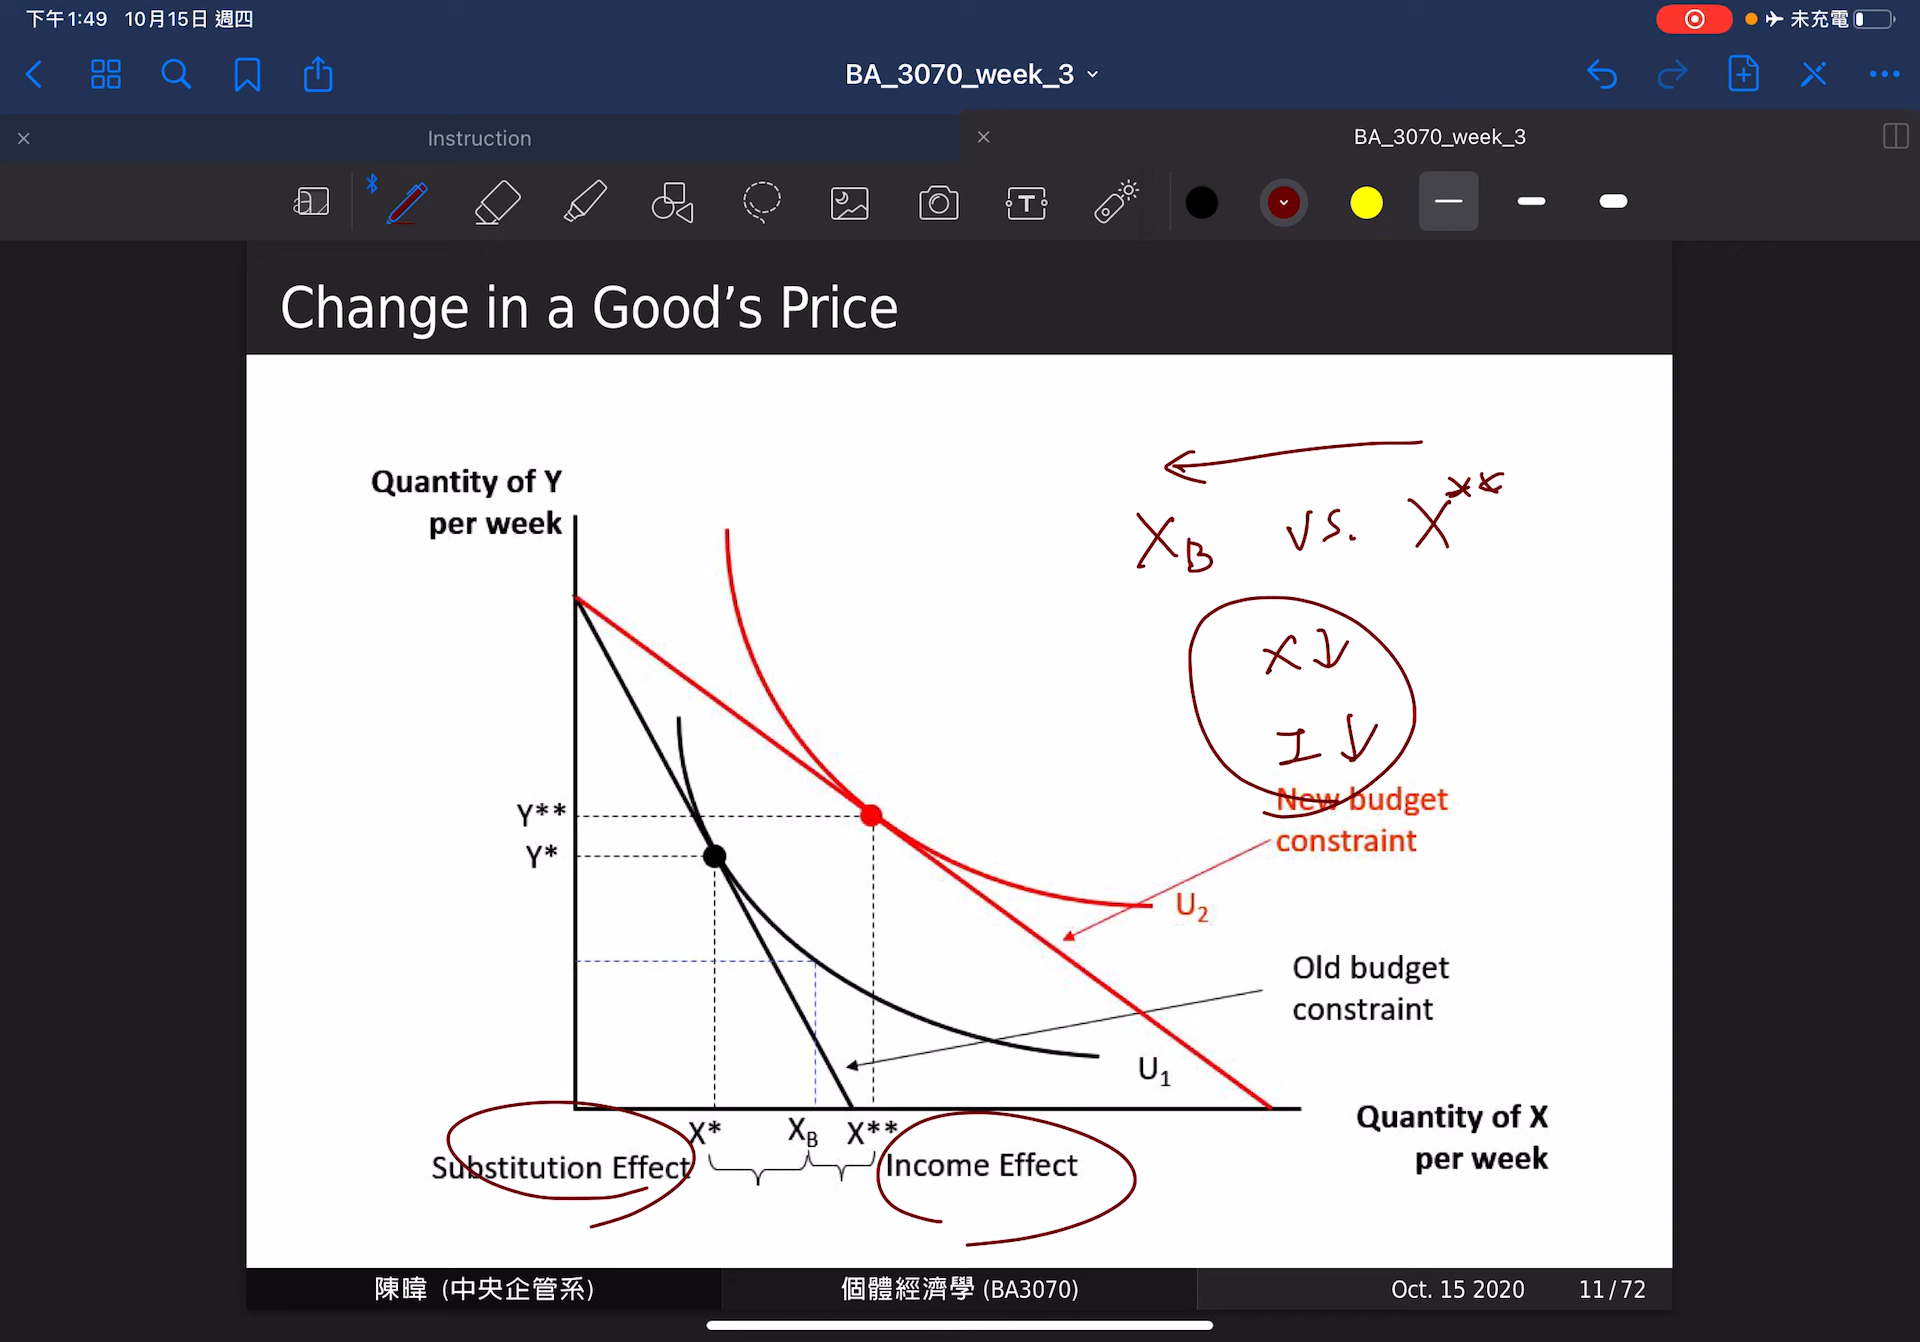 下午1:49 10月15日 週四
未充電
BA_3070_week_3
Instruction
BA_3070_week_3
T
Change in a Good’s Price
Quantity of Y
per week
X_B vs. X**
X↓
I↓
New budget
constraint
Y**
Y*
U₂
Old budget
constraint
U₁
X* X_B X**
Quantity of X
per week
Substitution Effect
Income Effect
陳暐 (中央企管系) 個體經濟學 (BA3070) Oct. 15 2020 11/72